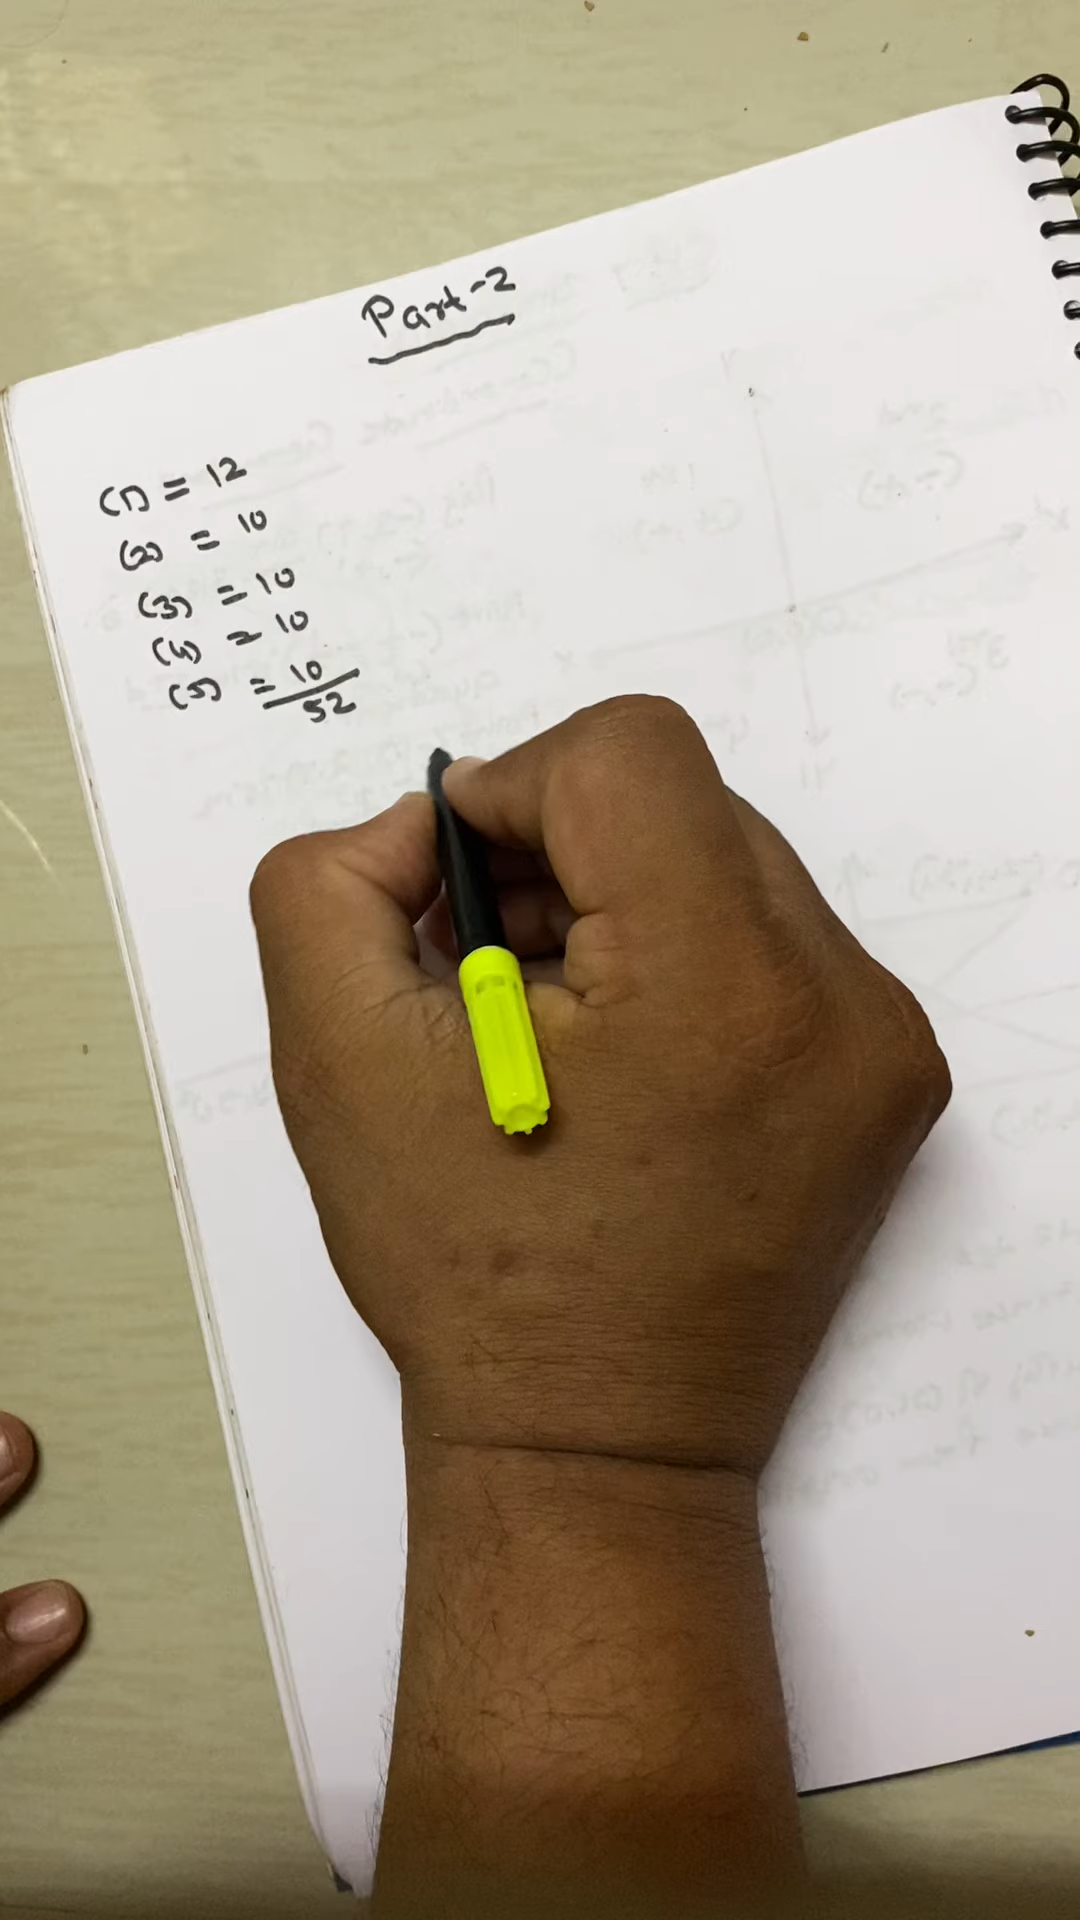 Part-2
(1) = 12
(2) = 10
(3) = 10
(4) = 10
(5) = 10
52